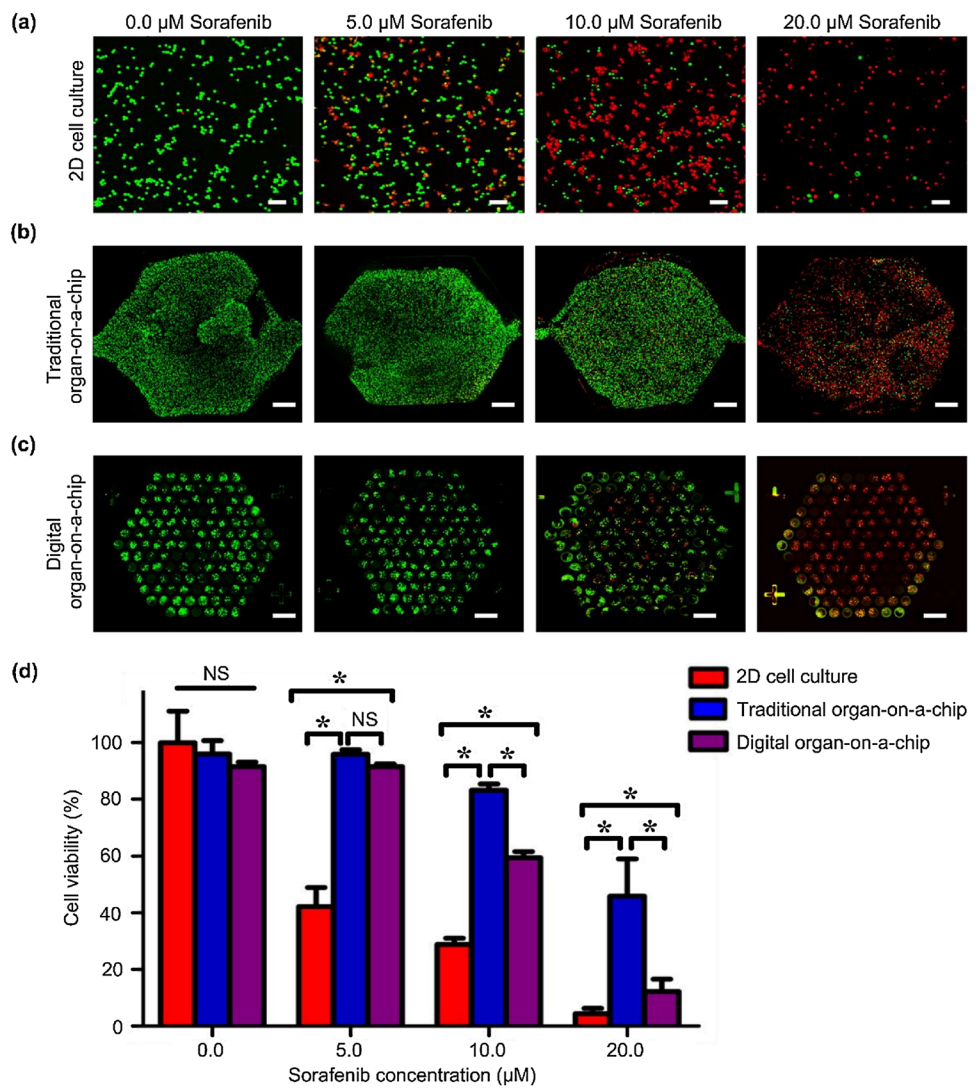 (a)
0.0 µM Sorafenib
5.0 µM Sorafenib
10.0 µM Sorafenib
20.0 µM Sorafenib
2D cell culture
(b)
Traditional
organ-on-a-chip
(c)
Digital
organ-on-a-chip
(d)
NS
*
*
NS
*
*
*
*
*
*
2D cell culture
Traditional organ-on-a-chip
Digital organ-on-a-chip
Cell viability (%)
100
80
60
40
20
0
0.0
5.0
10.0
20.0
Sorafenib concentration (µM)